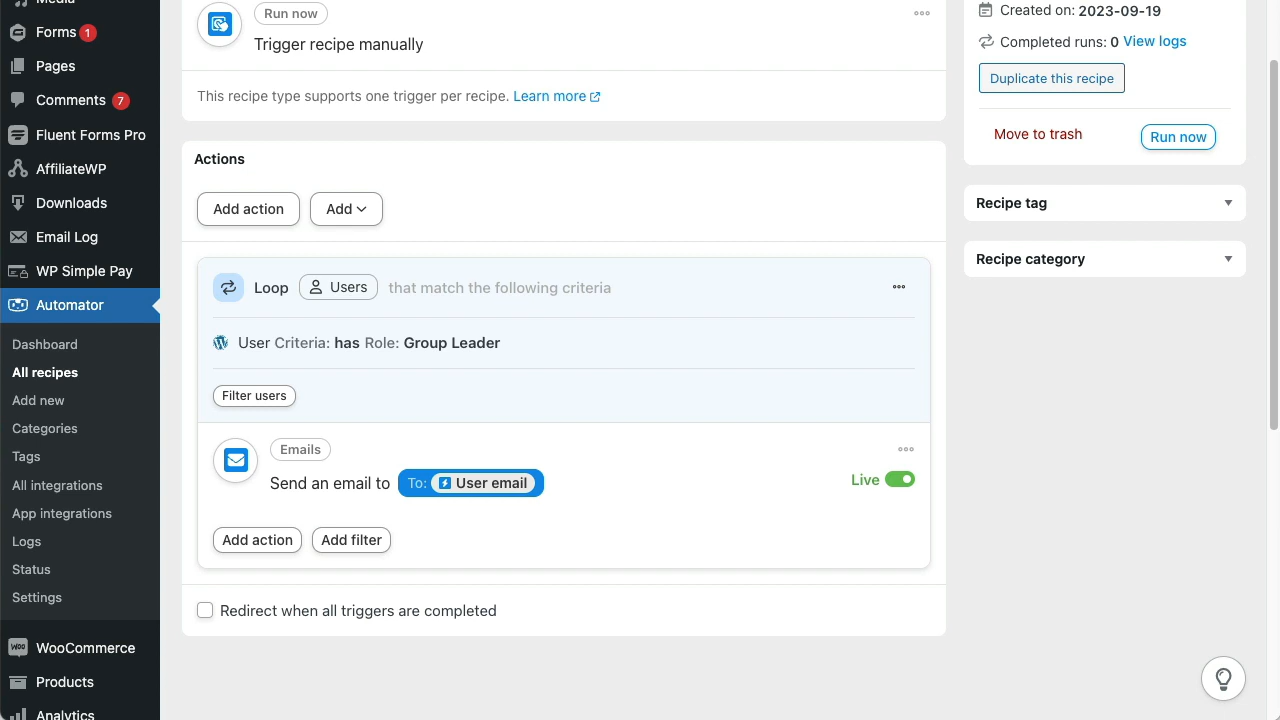 Media
Forms 1
Pages
Comments 7
Fluent Forms Pro
AffiliateWP
Downloads
Email Log
WP Simple Pay
Automator
Dashboard
All recipes
Add new
Categories
Tags
All integrations
App integrations
Logs
Status
Settings
WOO WooCommerce
Products
Analytics
Run now
Trigger recipe manually
This recipe type supports one trigger per recipe. Learn more
Actions
Add action Add
Loop Users that match the following criteria
User Criteria: has Role: Group Leader
Filter users
Emails
Send an email to To: User email
Live
Add action Add filter
Redirect when all triggers are completed
Created on: 2023-09-19
Completed runs: 0 View logs
Duplicate this recipe
Move to trash Run now
Recipe tag
Recipe category